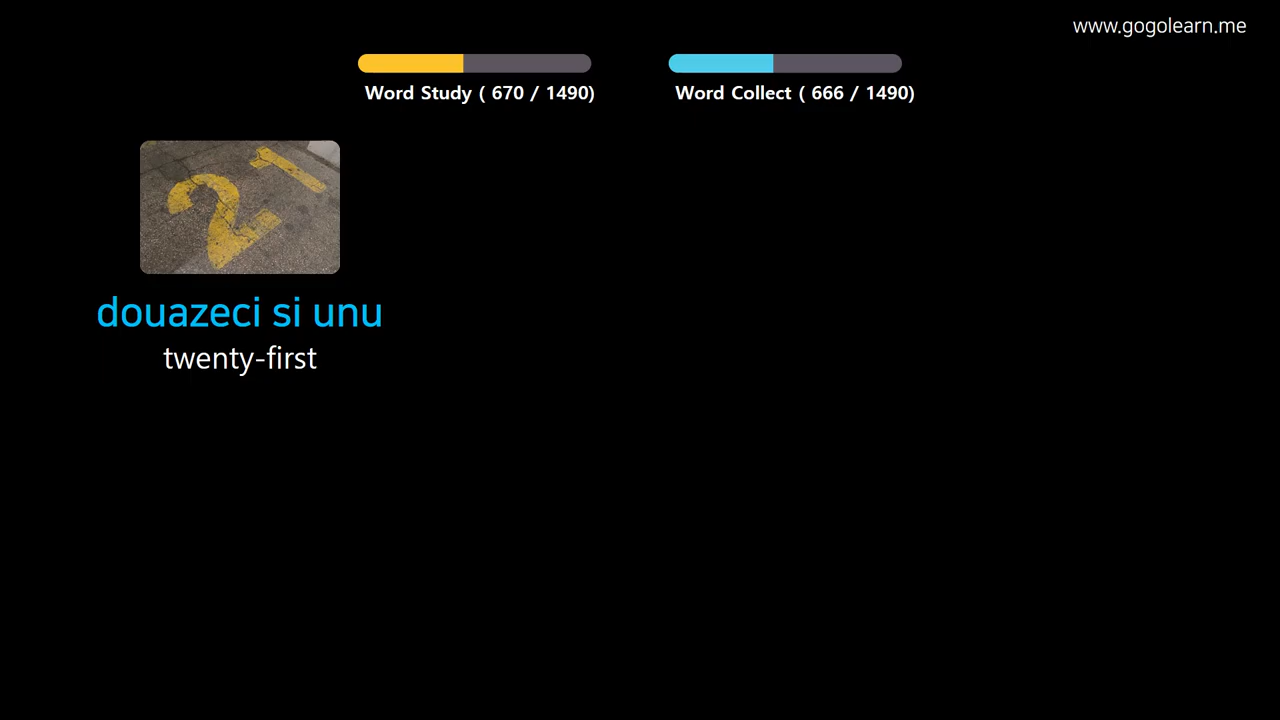 www.gogolearn.me
Word Study ( 670 / 1490)
Word Collect ( 666 / 1490)
21
douazeci si unu
twenty-first